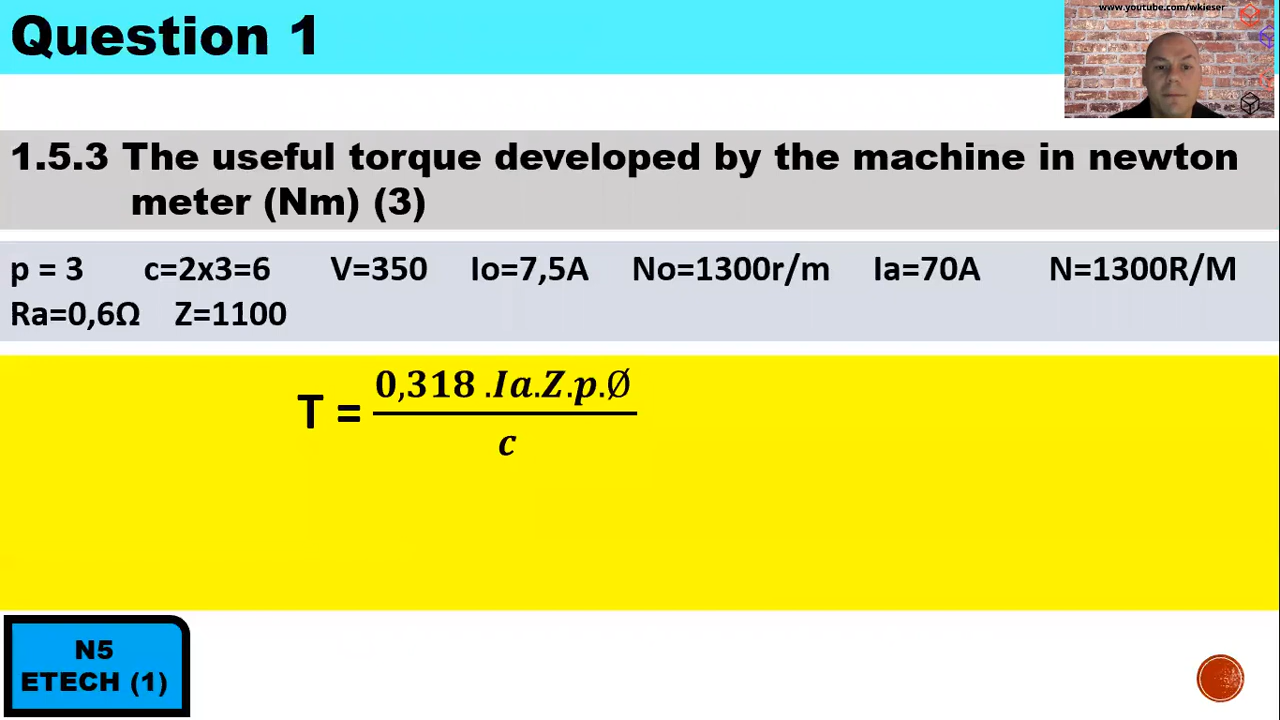 Question 1
www.youtube.com/wkieser
1.5.3 The useful torque developed by the machine in newton
meter (Nm) (3)
p = 3 c=2x3=6 V=350 Io=7,5A No=1300r/m Ia=70A N=1300R/M
Ra=0,6Ω Z=1100
T = 0,318 .Ia.Z.p.Ø
c
N5
ETECH (1)